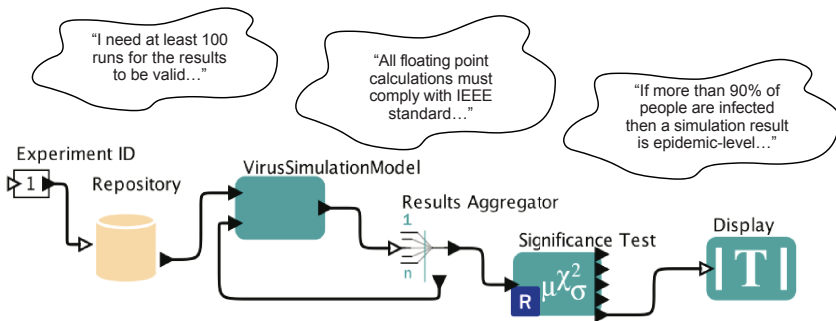 “I need at least 100
runs for the results
to be valid…”
“All floating point
calculations must
comply with IEEE
standard…”
“If more than 90% of
people are infected
then a simulation result
is epidemic-level…”
Experiment ID
1
Repository
VirusSimulationModel
Results Aggregator
1
n
Significance Test
R
μχ²σ
Display
T